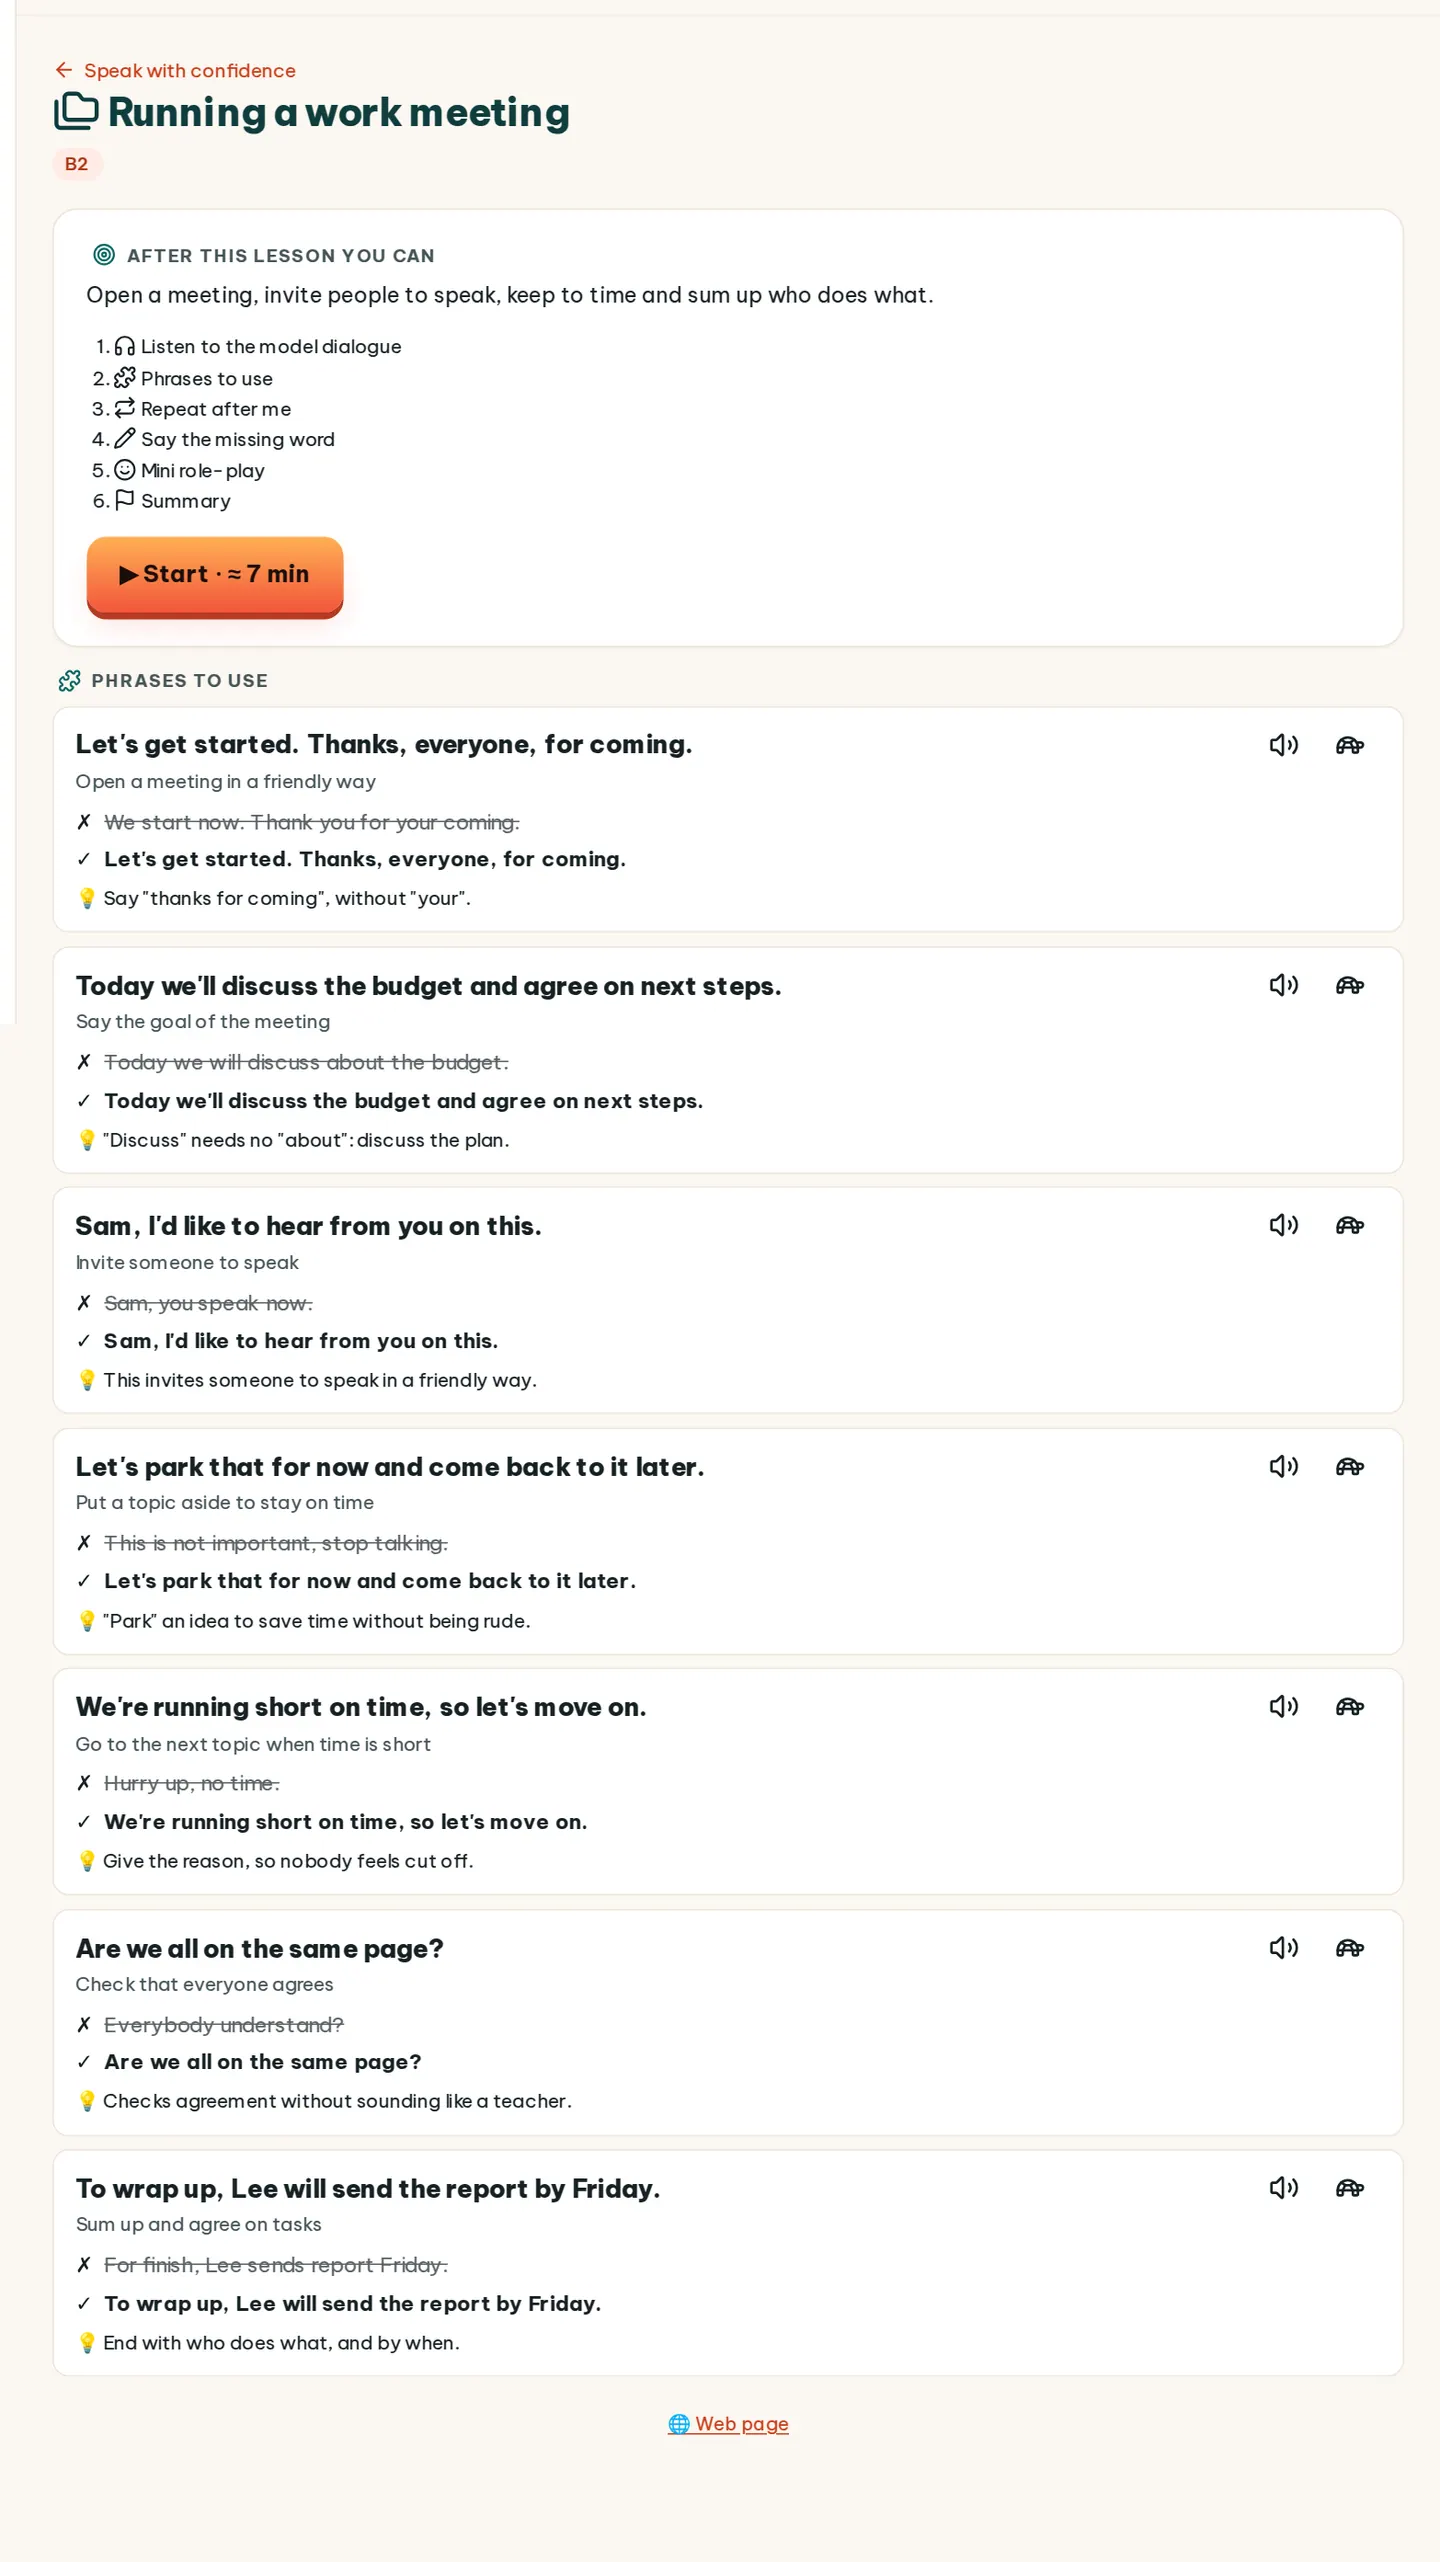 ← Speak with confidence
Running a work meeting
B2
AFTER THIS LESSON YOU CAN
Open a meeting, invite people to speak, keep to time and sum up who does what.
1. Listen to the model dialogue
2. Phrases to use
3. Repeat after me
4. Say the missing word
5. Mini role-play
6. Summary
▶ Start · ≈ 7 min
PHRASES TO USE
Let's get started. Thanks, everyone, for coming.
Open a meeting in a friendly way
✗ We start now. Thank you for your coming.
✓ Let's get started. Thanks, everyone, for coming.
💡 Say "thanks for coming", without "your".
Today we'll discuss the budget and agree on next steps.
Say the goal of the meeting
✗ Today we will discuss about the budget.
✓ Today we'll discuss the budget and agree on next steps.
💡 "Discuss" needs no "about": discuss the plan.
Sam, I'd like to hear from you on this.
Invite someone to speak
✗ Sam, you speak now.
✓ Sam, I'd like to hear from you on this.
💡 This invites someone to speak in a friendly way.
Let's park that for now and come back to it later.
Put a topic aside to stay on time
✗ This is not important, stop talking.
✓ Let's park that for now and come back to it later.
💡 "Park" an idea to save time without being rude.
We're running short on time, so let's move on.
Go to the next topic when time is short
✗ Hurry up, no time.
✓ We're running short on time, so let's move on.
💡 Give the reason, so nobody feels cut off.
Are we all on the same page?
Check that everyone agrees
✗ Everybody understand?
✓ Are we all on the same page?
💡 Checks agreement without sounding like a teacher.
To wrap up, Lee will send the report by Friday.
Sum up and agree on tasks
✗ For finish, Lee sends report Friday.
✓ To wrap up, Lee will send the report by Friday.
💡 End with who does what, and by when.
🌐 Web page